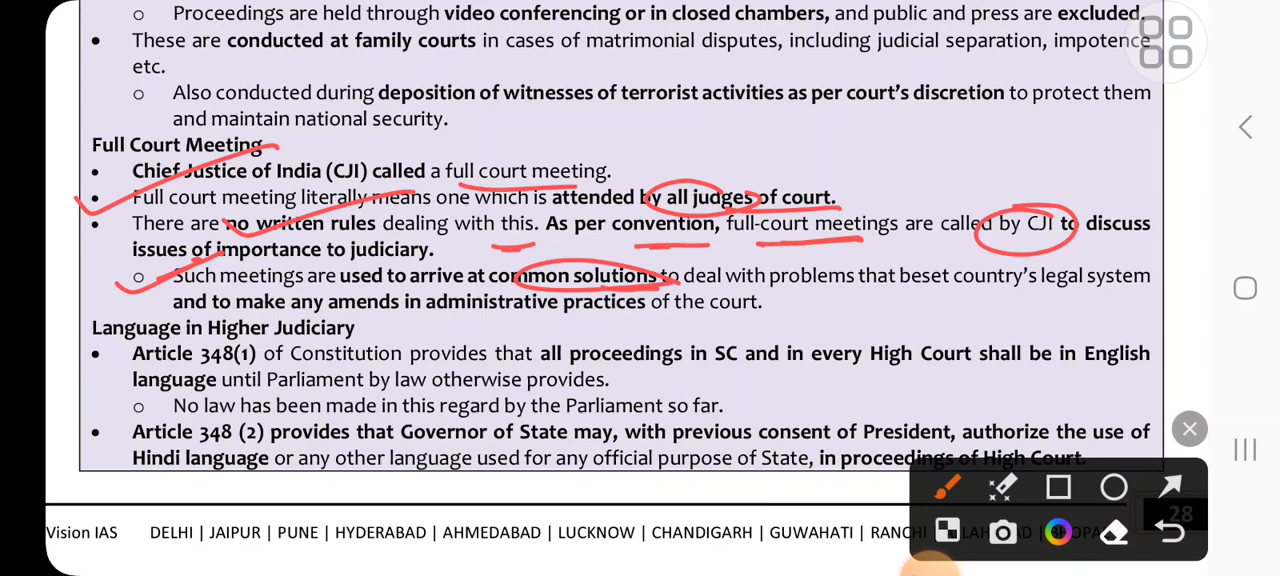 o Proceedings are held through video conferencing or in closed chambers, and public and press are excluded.
• These are conducted at family courts in cases of matrimonial disputes, including judicial separation, impotence
etc.
o Also conducted during deposition of witnesses of terrorist activities as per court's discretion to protect them
and maintain national security.
Full Court Meeting
• Chief Justice of India (CJI) called a full court meeting.
• Full court meeting literally means one which is attended by all judges of court.
• There are no written rules dealing with this. As per convention, full-court meetings are called by CJI to discuss
issues of importance to judiciary.
o Such meetings are used to arrive at common solutions to deal with problems that beset country's legal system
and to make any amends in administrative practices of the court.
Language in Higher Judiciary
• Article 348(1) of Constitution provides that all proceedings in SC and in every High Court shall be in English
language until Parliament by law otherwise provides.
o No law has been made in this regard by the Parliament so far.
• Article 348 (2) provides that Governor of State may, with previous consent of President, authorize the use of
Hindi language or any other language used for any official purpose of State, in proceedings of High Court.
28
Vision IAS DELHI | JAIPUR | PUNE | HYDERABAD | AHMEDABAD | LUCKNOW | CHANDIGARH | GUWAHATI | RANCHI